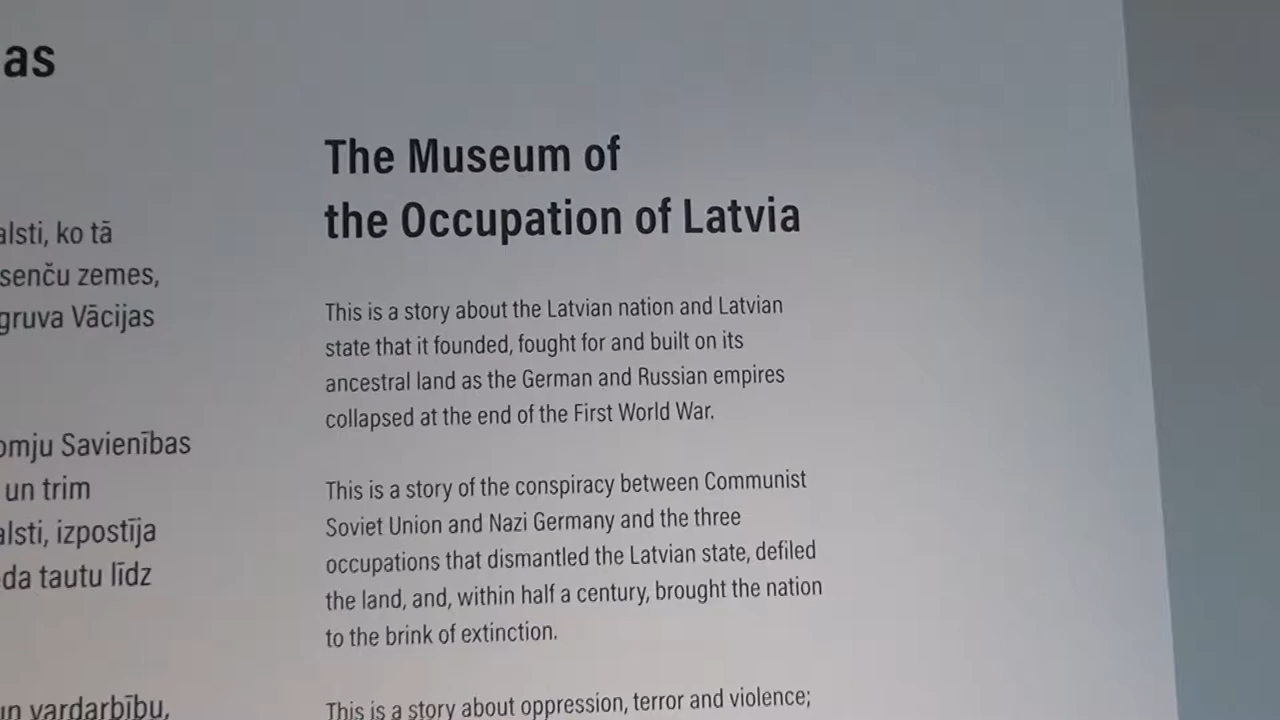 as
alsti, ko tā
senču zemes,
gruva Vācijas
omju Savienības
un trim
alsti, izpostīja
da tautu līdz
un vardarbību,
The Museum of
the Occupation of Latvia
This is a story about the Latvian nation and Latvian
state that it founded, fought for and built on its
ancestral land as the German and Russian empires
collapsed at the end of the First World War.
This is a story of the conspiracy between Communist
Soviet Union and Nazi Germany and the three
occupations that dismantled the Latvian state, defiled
the land, and, within half a century, brought the nation
to the brink of extinction.
This is a story about oppression, terror and violence;